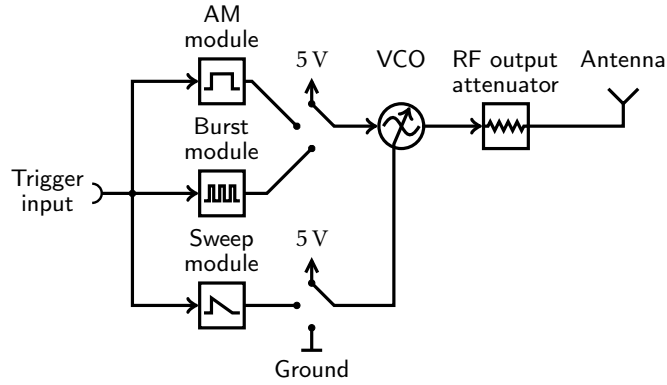 AM
module
5 V
VCO
RF output
attenuator
Antenna
Burst
module
Trigger
input
Sweep
module
5 V
Ground